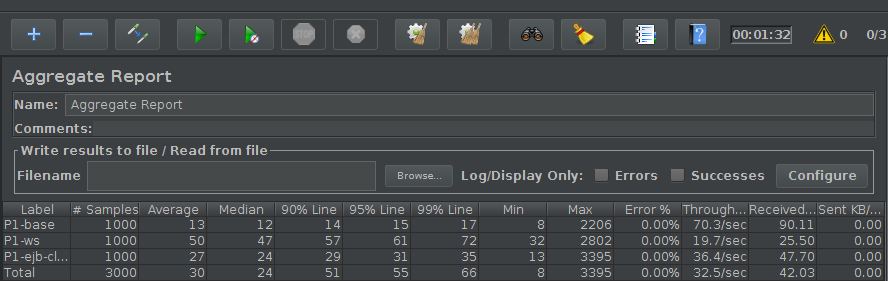 STOP
00:01:32 0 0/3
Aggregate Report
Name: Aggregate Report
Comments:
Write results to file / Read from file
Filename Browse... Log/Display Only: Errors Successes Configure
Label # Samples Average Median 90% Line 95% Line 99% Line Min Max Error % Through... Received... Sent KB/...
P1-base 1000 13 12 14 15 17 8 2206 0.00% 70.3/sec 90.11 0.00
P1-ws 1000 50 47 57 61 72 32 2802 0.00% 19.7/sec 25.50 0.00
P1-ejb-cl... 1000 27 24 29 31 35 13 3395 0.00% 36.4/sec 47.70 0.00
Total 3000 30 24 51 55 66 8 3395 0.00% 32.5/sec 42.03 0.00